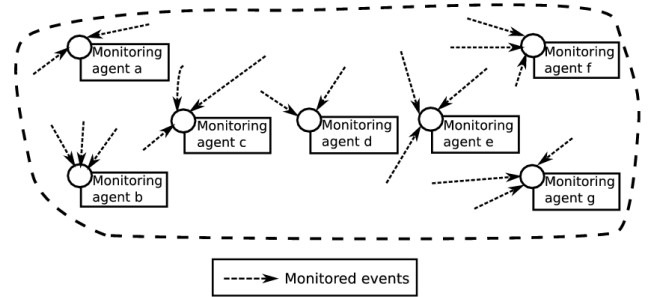 Monitoring
agent a
Monitoring
agent f
Monitoring
agent c
Monitoring
agent d
Monitoring
agent e
Monitoring
agent b
Monitoring
agent g
Monitored events